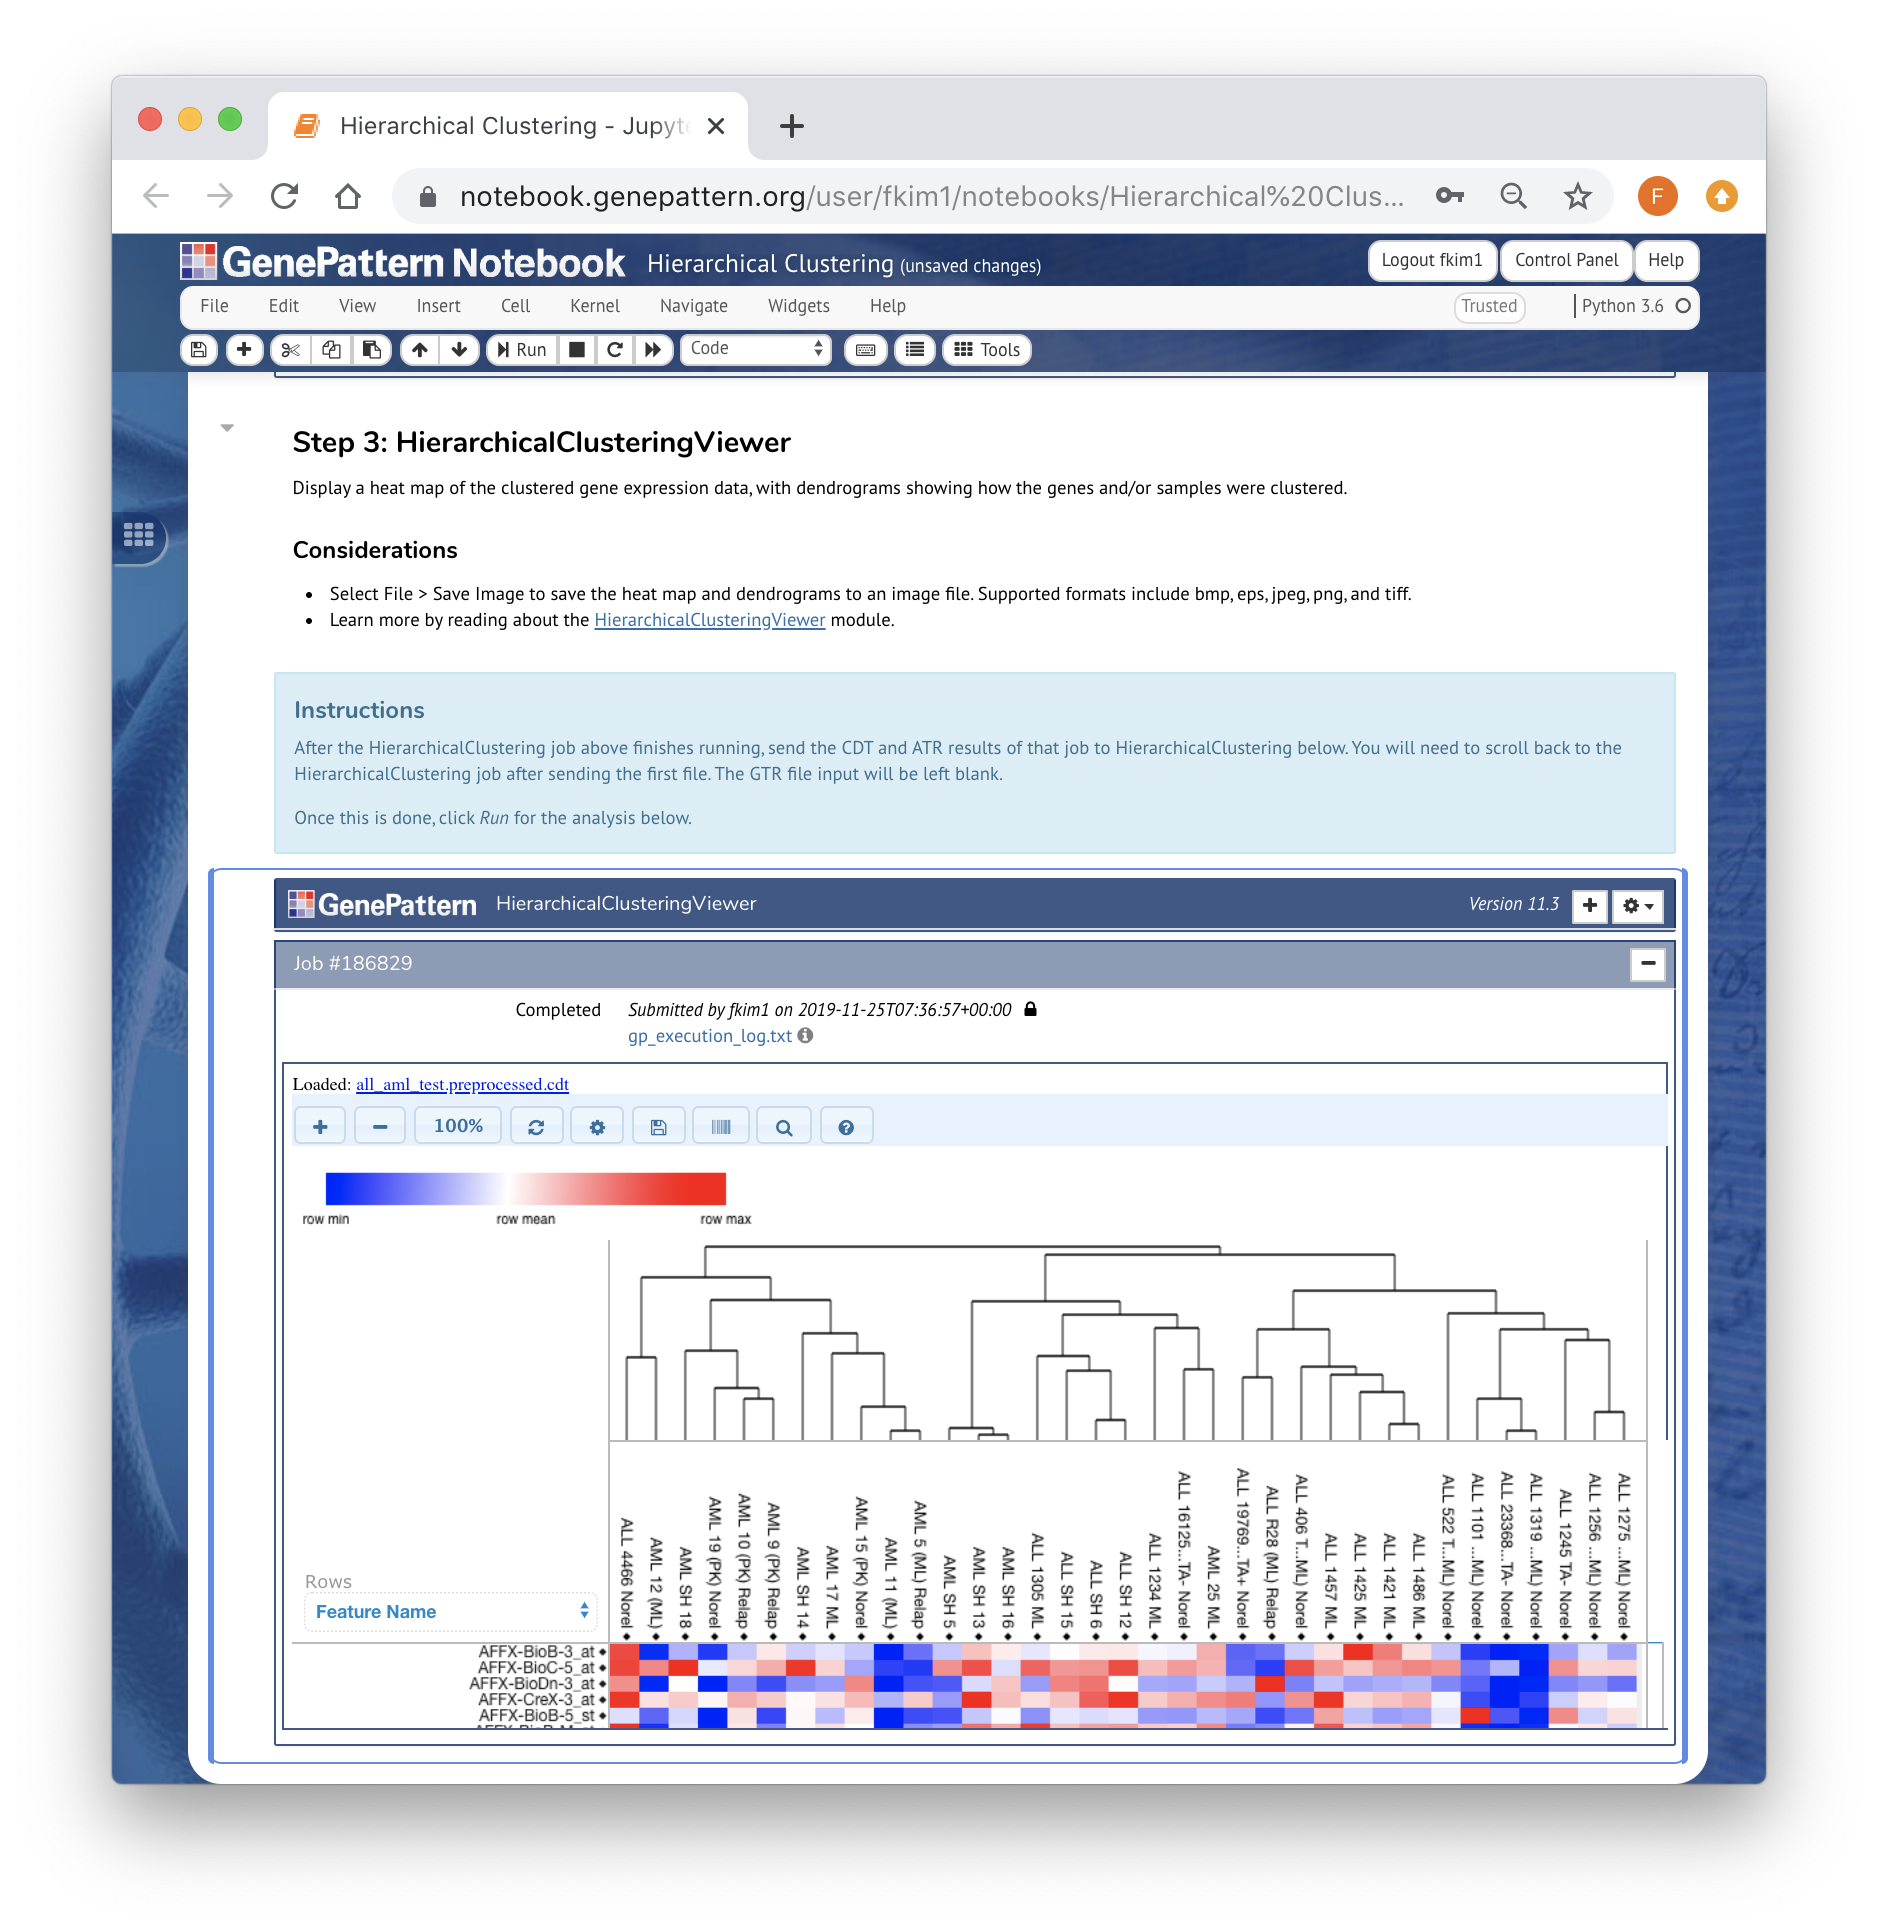 Hierarchical Clustering - Jupyte
notebook.genepattern.org/user/fkim1/notebooks/Hierarchical%20Clus...
F
GenePattern Notebook Hierarchical Clustering (unsaved changes)
Logout fkim1 Control Panel Help
File Edit View Insert Cell Kernel Navigate Widgets Help Trusted Python 3.6
Run Code Tools
Step 3: HierarchicalClusteringViewer
Display a heat map of the clustered gene expression data, with dendrograms showing how the genes and/or samples were clustered.
Considerations
• Select File > Save Image to save the heat map and dendrograms to an image file. Supported formats include bmp, eps, jpeg, png, and tiff.
• Learn more by reading about the HierarchicalClusteringViewer module.
Instructions
After the HierarchicalClustering job above finishes running, send the CDT and ATR results of that job to HierarchicalClustering below. You will need to scroll back to the
HierarchicalClustering job after sending the first file. The GTR file input will be left blank.
Once this is done, click Run for the analysis below.
GenePattern HierarchicalClusteringViewer Version 11.3
Job #186829
Completed Submitted by fkim1 on 2019-11-25T07:36:57+00:00
gp_execution_log.txt
Loaded: all_aml_test.preprocessed.cdt
100%
row min row mean row max
ALL 4466 Norel
AML 12 (ML)
AML SH 18
AML 19 (PK) Norel
AML 10 (PK) Relap
AML 9 (PK) Relap
AML SH 14
AML 17 ML
AML 15 (PK) Norel
AML 11 (ML)
AML 5 (ML) Relap
AML SH 5
AML SH 13
AML SH 16
ALL 1305 ML
ALL SH 15
ALL SH 6
ALL SH 12
ALL 1234 ML
ALL 16125...TA- Norel
AML 25 ML
ALL 19769...TA+ Norel
ALL R28 (ML) Relap
ALL 406 T...ML) Norel
ALL 1457 ML
ALL 1425 ML
ALL 1421 ML
ALL 1486 ML
ALL 522 T...ML) Norel
ALL 1101 ...ML) Norel
ALL 23368...TA- Norel
ALL 1319 ...ML) Norel
ALL 1245 TA- Norel
ALL 1256 ...ML) Norel
ALL 1275 ...ML) Norel
Rows
Feature Name
AFFX-BioB-3_at
AFFX-BioC-5_at
AFFX-BioDn-3_at
AFFX-CreX-3_at
AFFX-BioB-5_st